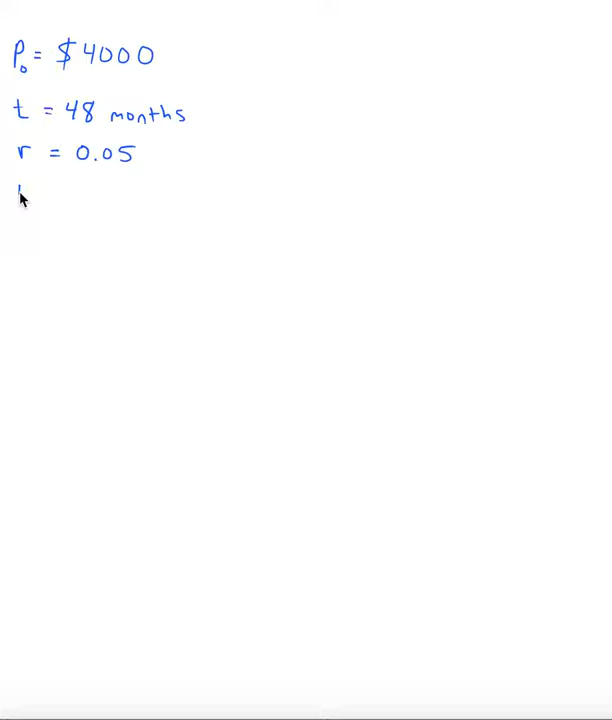 P₀ = $4000
t = 48 months
r = 0.05